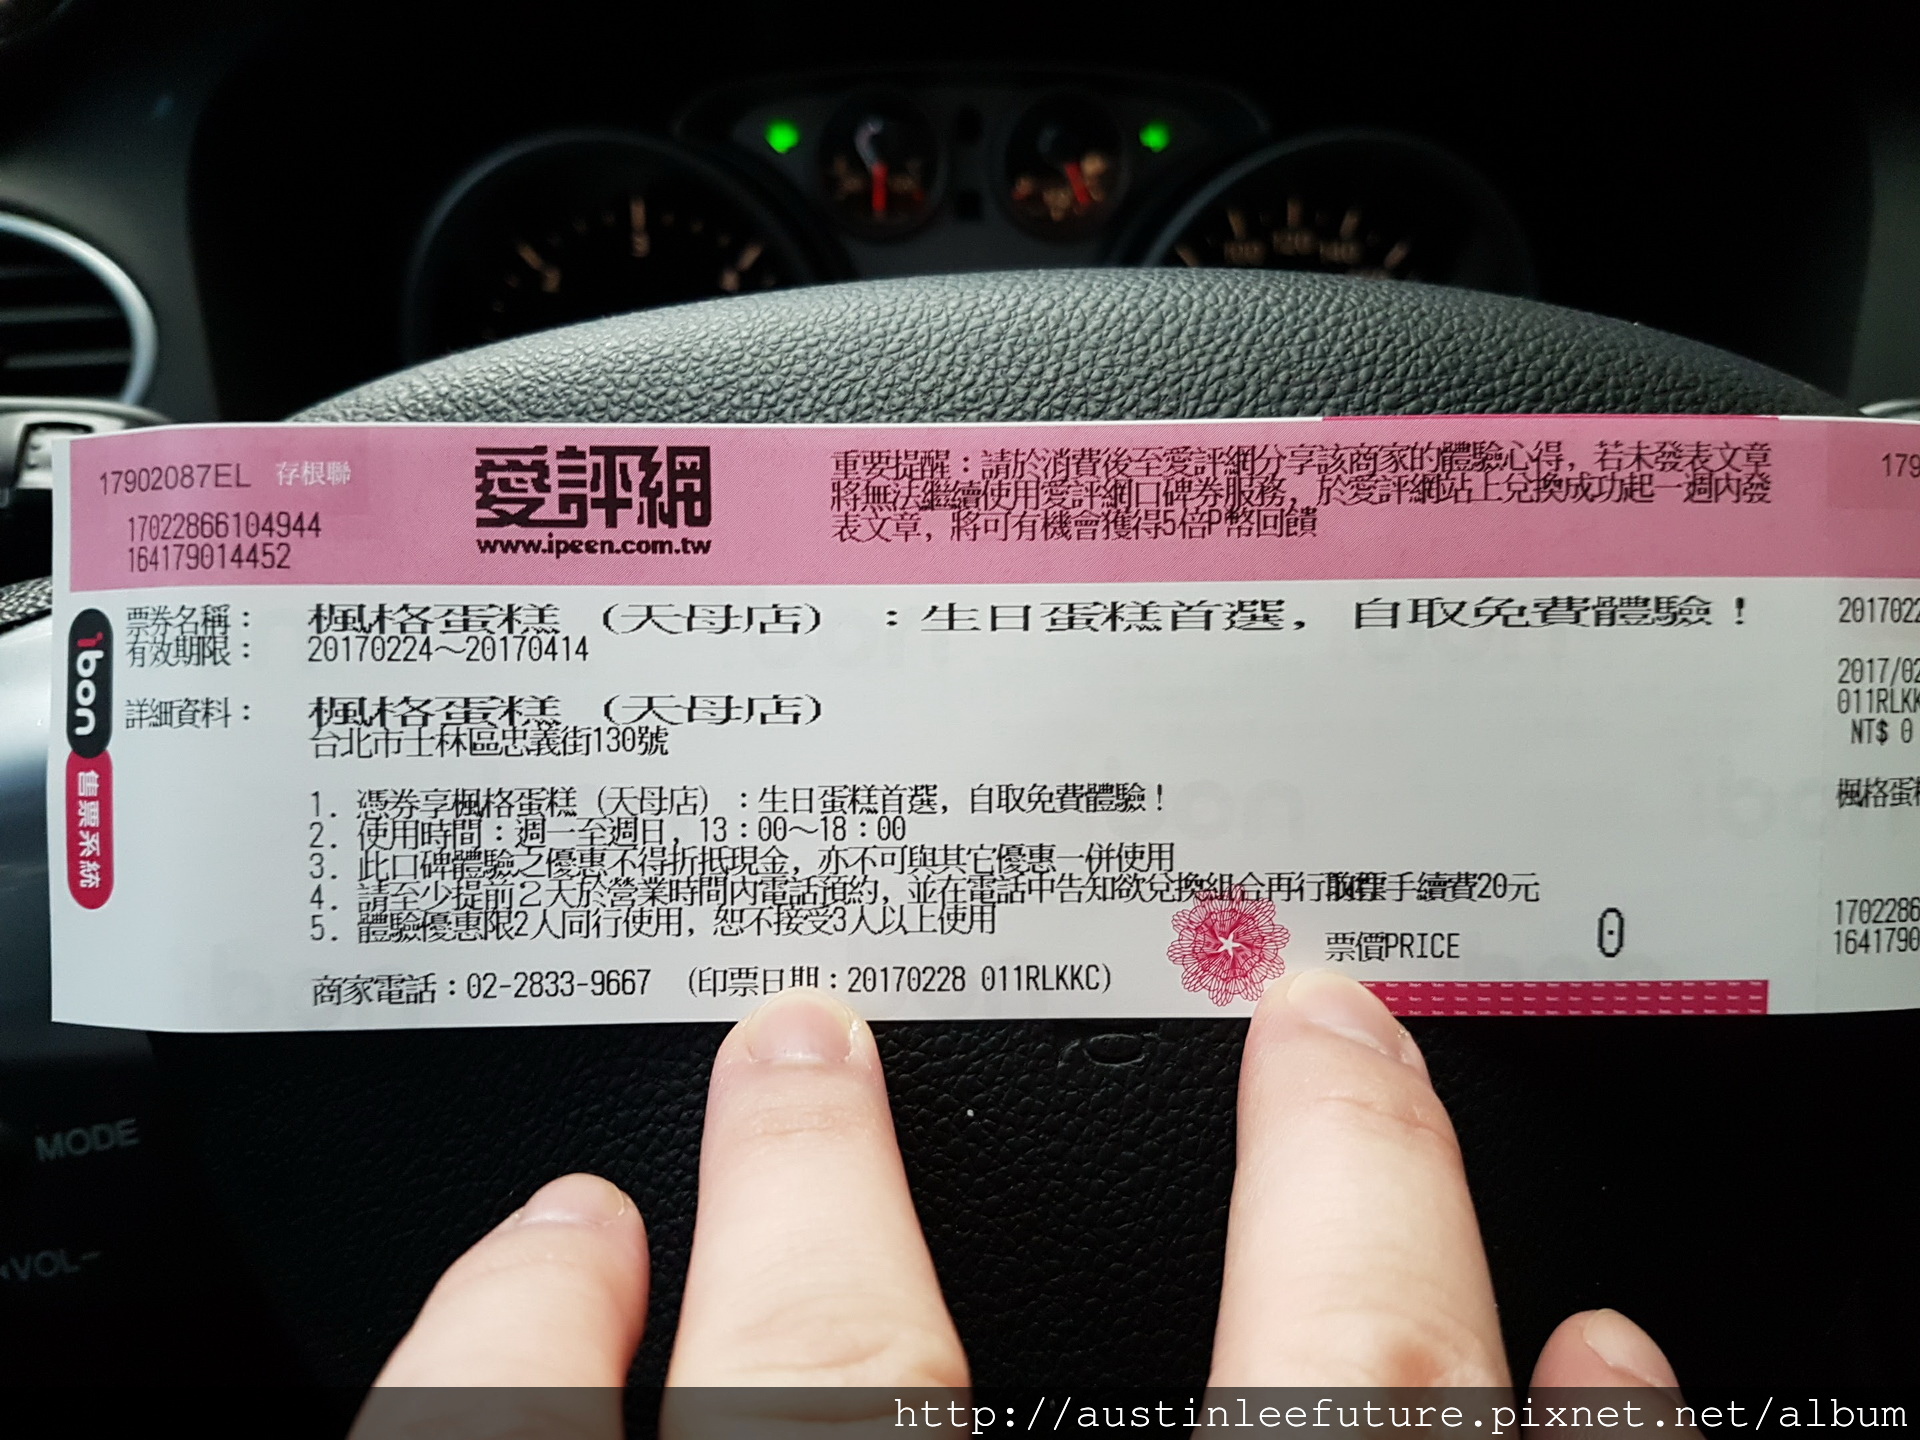 17902087EL 存根聯
17022866104944
164179014452
愛評網
www.ipeen.com.tw
重要提醒：請於消費後至愛評網分享該商家的體驗心得，若未發表文章
將無法繼續使用愛評網口碑券服務，於愛評網站上兌換成功起一週內發
表文章，將可有機會獲得5倍P幣回饋
179
ibon
售票系統
票券名稱： 楓格蛋糕（天母店）：生日蛋糕首選，自取免費體驗！
有效期限： 20170224～20170414
詳細資料： 楓格蛋糕（天母店）
台北市士林區忠義街130號
1. 憑券享楓格蛋糕（天母店）：生日蛋糕首選，自取免費體驗！
2. 使用時間：週一至週日，13：00～18：00
3. 此口碑體驗之優惠不得折抵現金，亦不可與其它優惠一併使用
4. 請至少提前２天於營業時間內電話預約，並在電話中告知欲兌換組合再行
手續費20元
5. 體驗優惠限2人同行使用，恕不接受3人以上使用
票價PRICE 0
商家電話：02-2833-9667 （印票日期：20170228 011RLKKC）
2017022
2017/02
011RLKK
NT$ 0
楓格蛋糕
1702286
1641790
100 120 140
MODE
VOL-
http://austinleefuture.pixnet.net/album